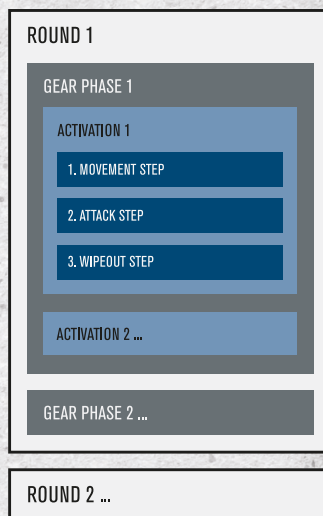 ROUND 1
GEAR PHASE 1
ACTIVATION 1
1. MOVEMENT STEP
2. ATTACK STEP
3. WIPEOUT STEP
ACTIVATION 2 ...
GEAR PHASE 2 ...
ROUND 2 ...